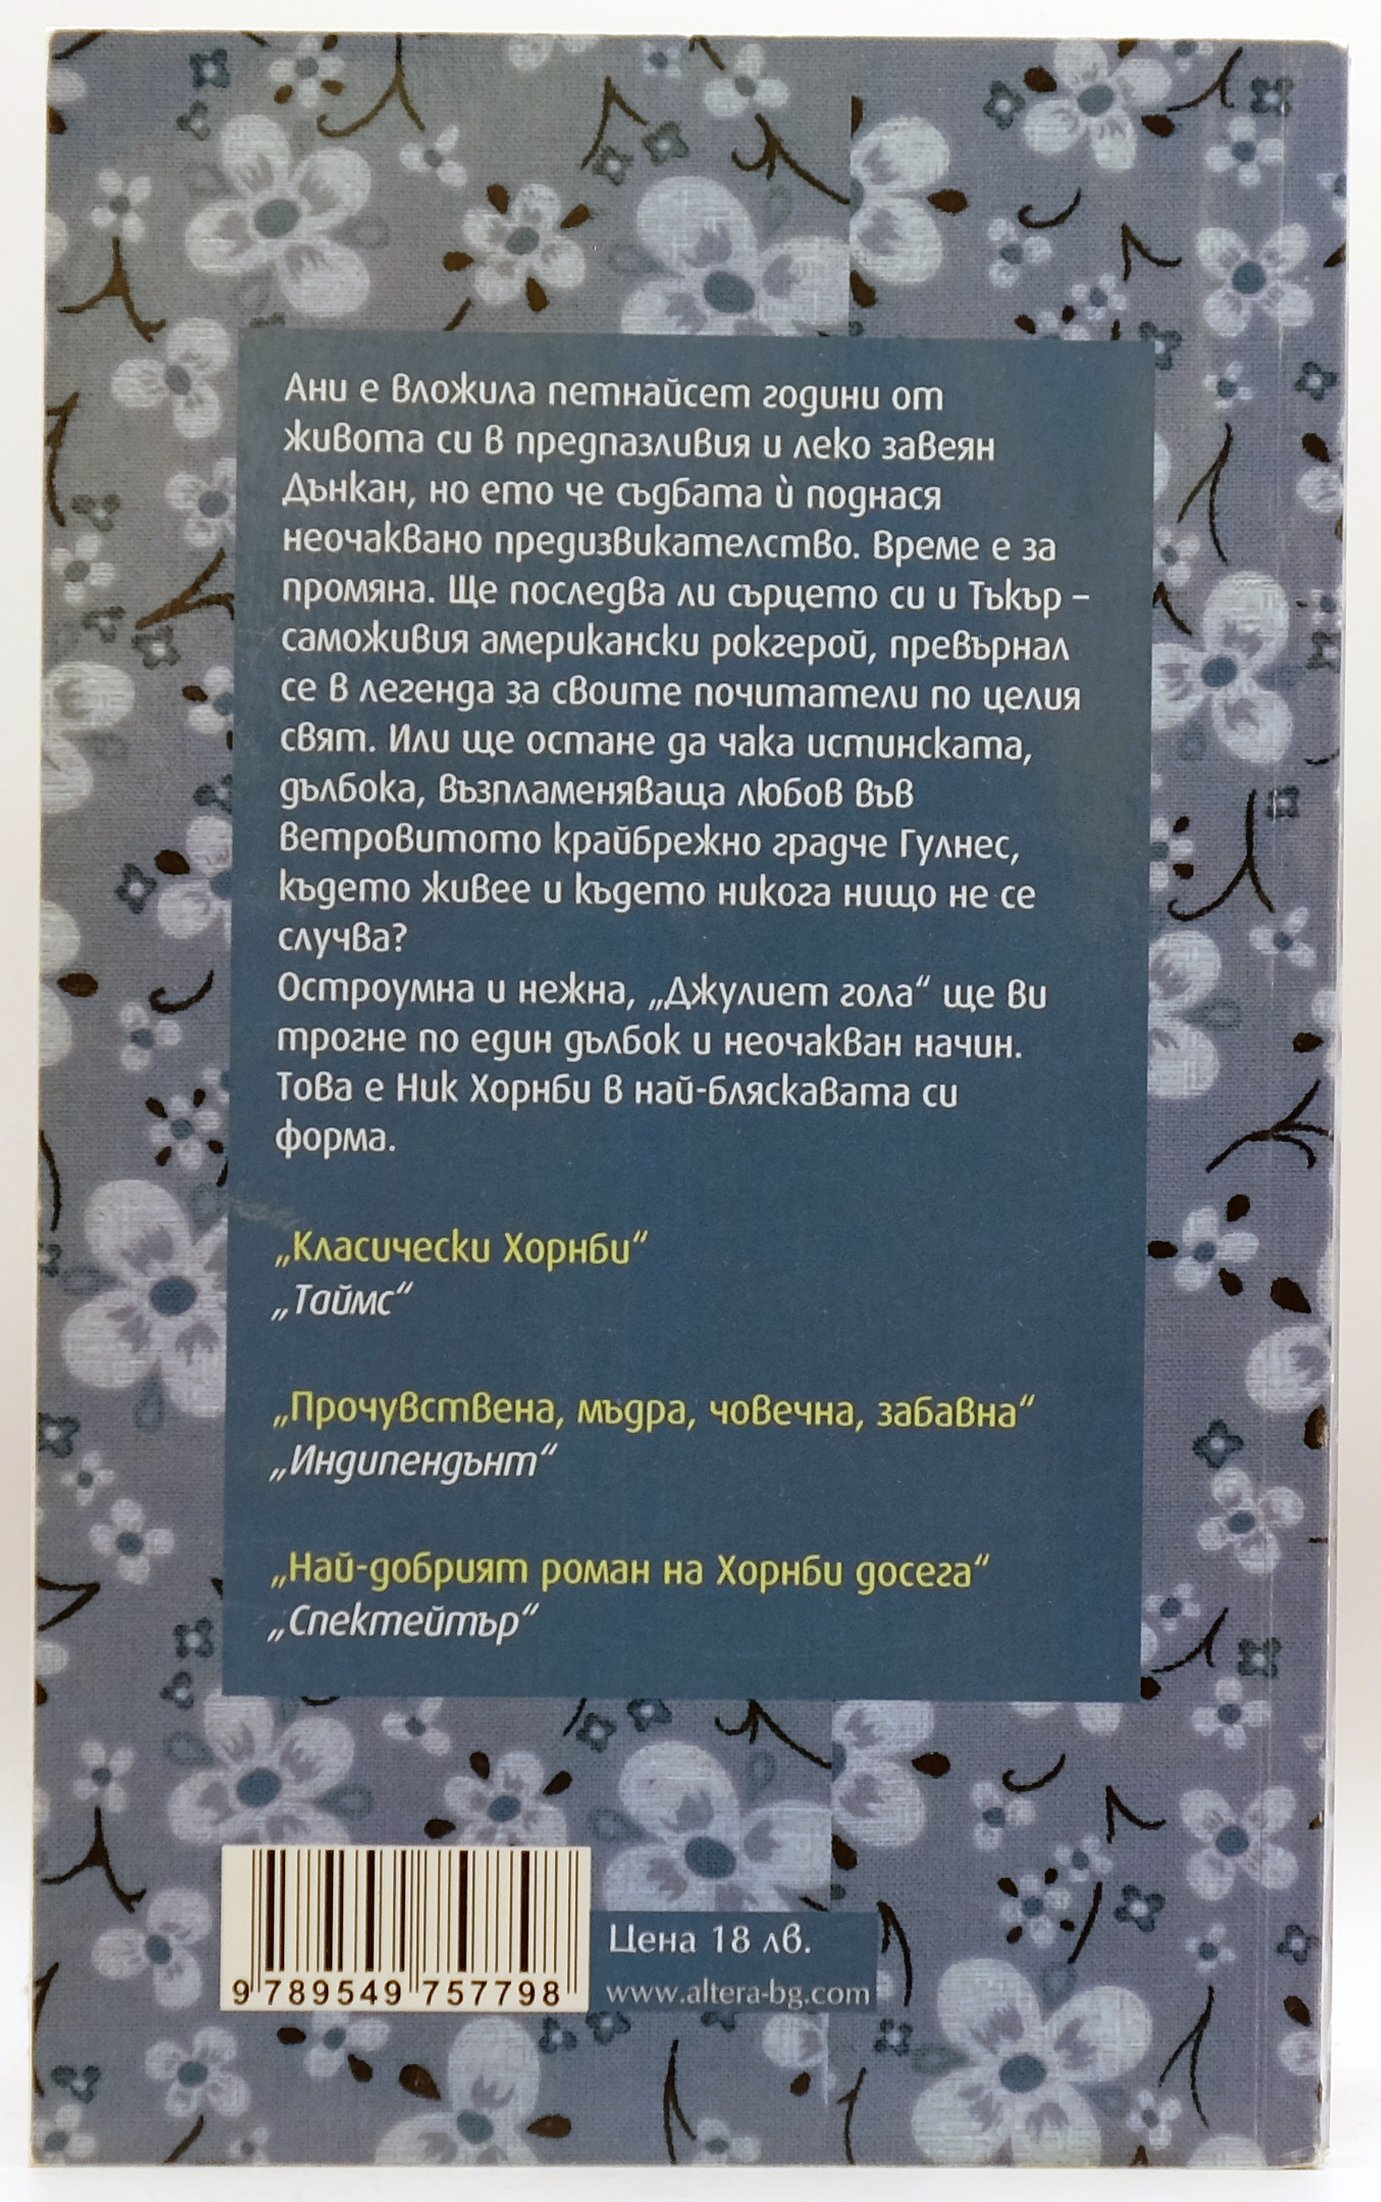 Ани е вложила петнайсет години от
живота си в предпазливия и леко завеян
Дънкан, но ето че съдбата ѝ поднася
неочаквано предизвикателство. Време е за
промяна. Ще последва ли сърцето си и Тъкър –
саможивия американски рокгерой, превърнал
се в легенда за своите почитатели по целия
свят. Или ще остане да чака истинската,
дълбока, възпламеняваща любов във
ветровитото крайбрежно градче Гулнес,
където живее и където никога нищо не се
случва?
Остроумна и нежна, „Джулиет гола“ ще ви
трогне по един дълбок и неочакван начин.
Това е Ник Хорнби в най-бляскавата си
форма.
„Класически Хорнби“
„Таймс“
„Прочувствена, мъдра, човечна, забавна“
„Индипендънт“
„Най-добрият роман на Хорнби досега“
„Спектейтър“
Цена 18 лв.
www.altera-bg.com
9 789549 757798